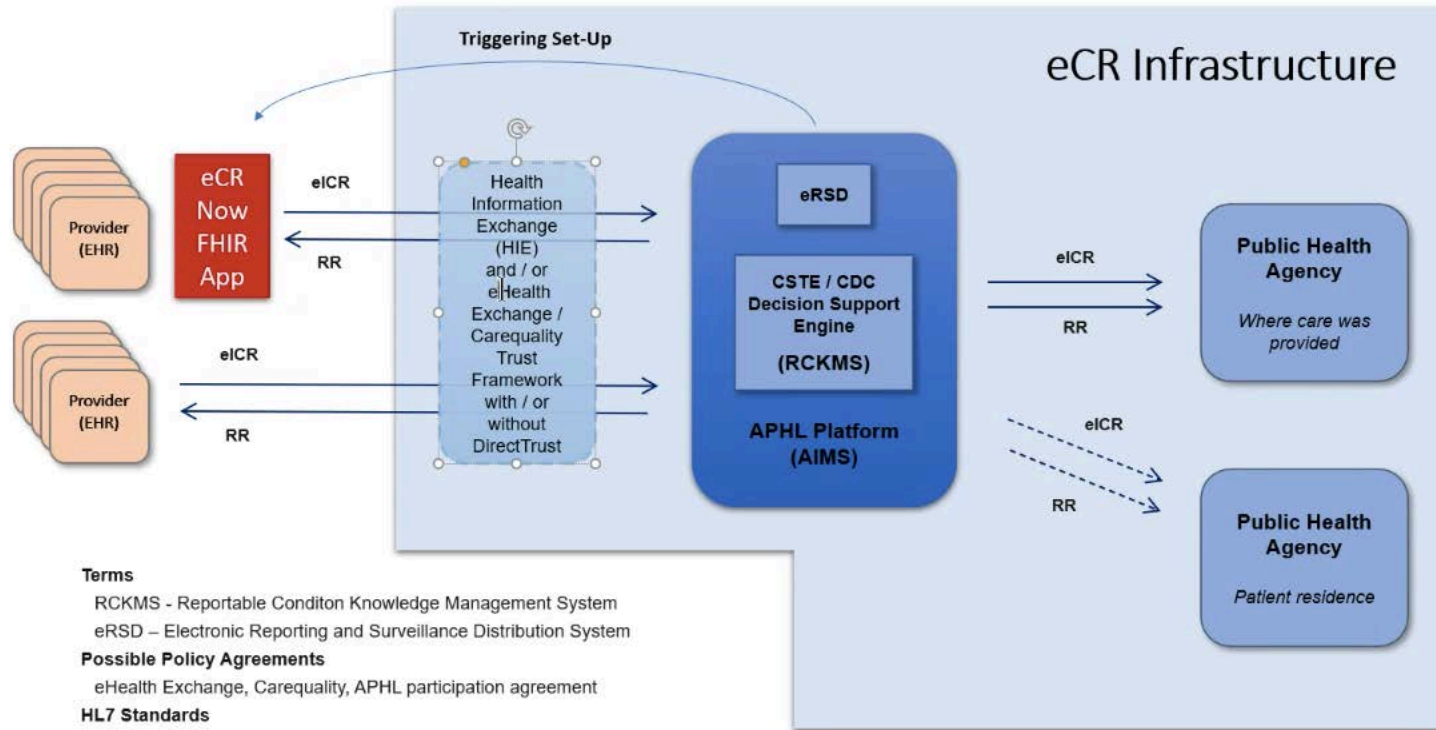 Triggering Set-Up
eCR Infrastructure
Provider
(EHR)
eCR
Now
FHIR
App
eICR
RR
Provider
(EHR)
eICR
RR
Health
Information
Exchange
(HIE)
and / or
eHealth
Exchange /
Carequality
Trust
Framework
with / or
without
DirectTrust
eRSD
CSTE / CDC
Decision Support
Engine
(RCKMS)
APHL Platform
(AIMS)
eICR
RR
Public Health
Agency
Where care was
provided
eICR
RR
Public Health
Agency
Patient residence
Terms
RCKMS - Reportable Conditon Knowledge Management System
eRSD – Electronic Reporting and Surveillance Distribution System
Possible Policy Agreements
eHealth Exchange, Carequality, APHL participation agreement
HL7 Standards